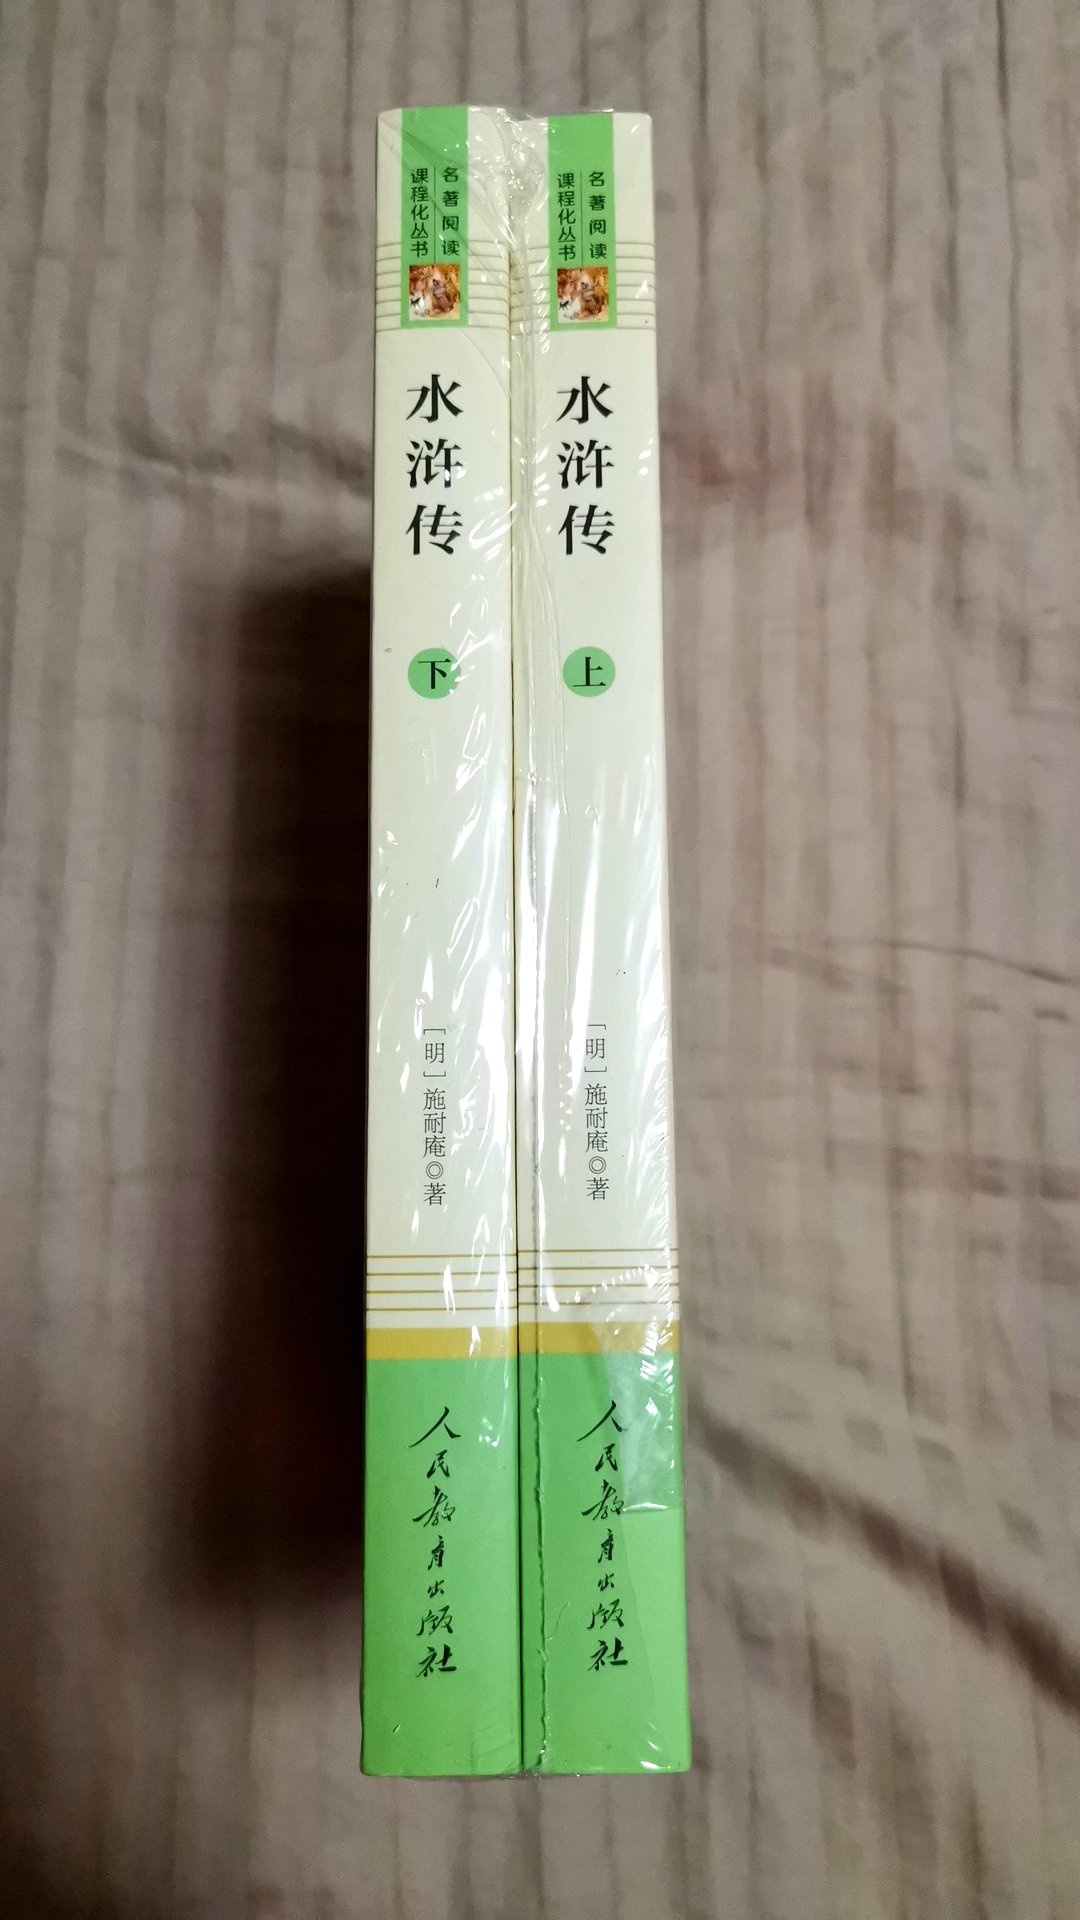 名著阅读
课程化丛书
水浒传
下
[明]施耐庵◎著
人民教育出版社
名著阅读
课程化丛书
水浒传
上
[明]施耐庵◎著
人民教育出版社